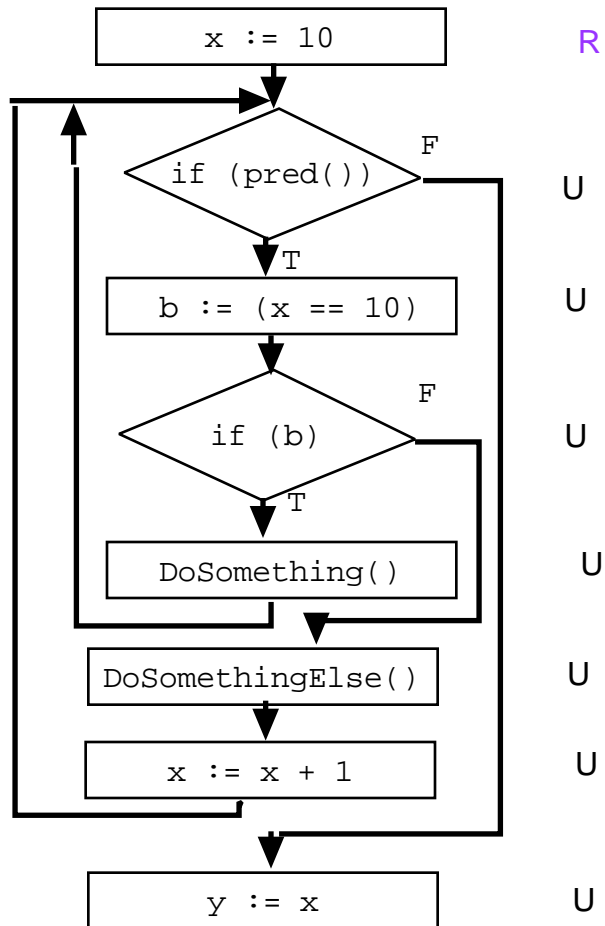 x := 10 R
F
if (pred()) U
T
b := (x == 10) U
F
if (b) U
T
DoSomething() U
DoSomethingElse() U
x := x + 1 U
y := x U